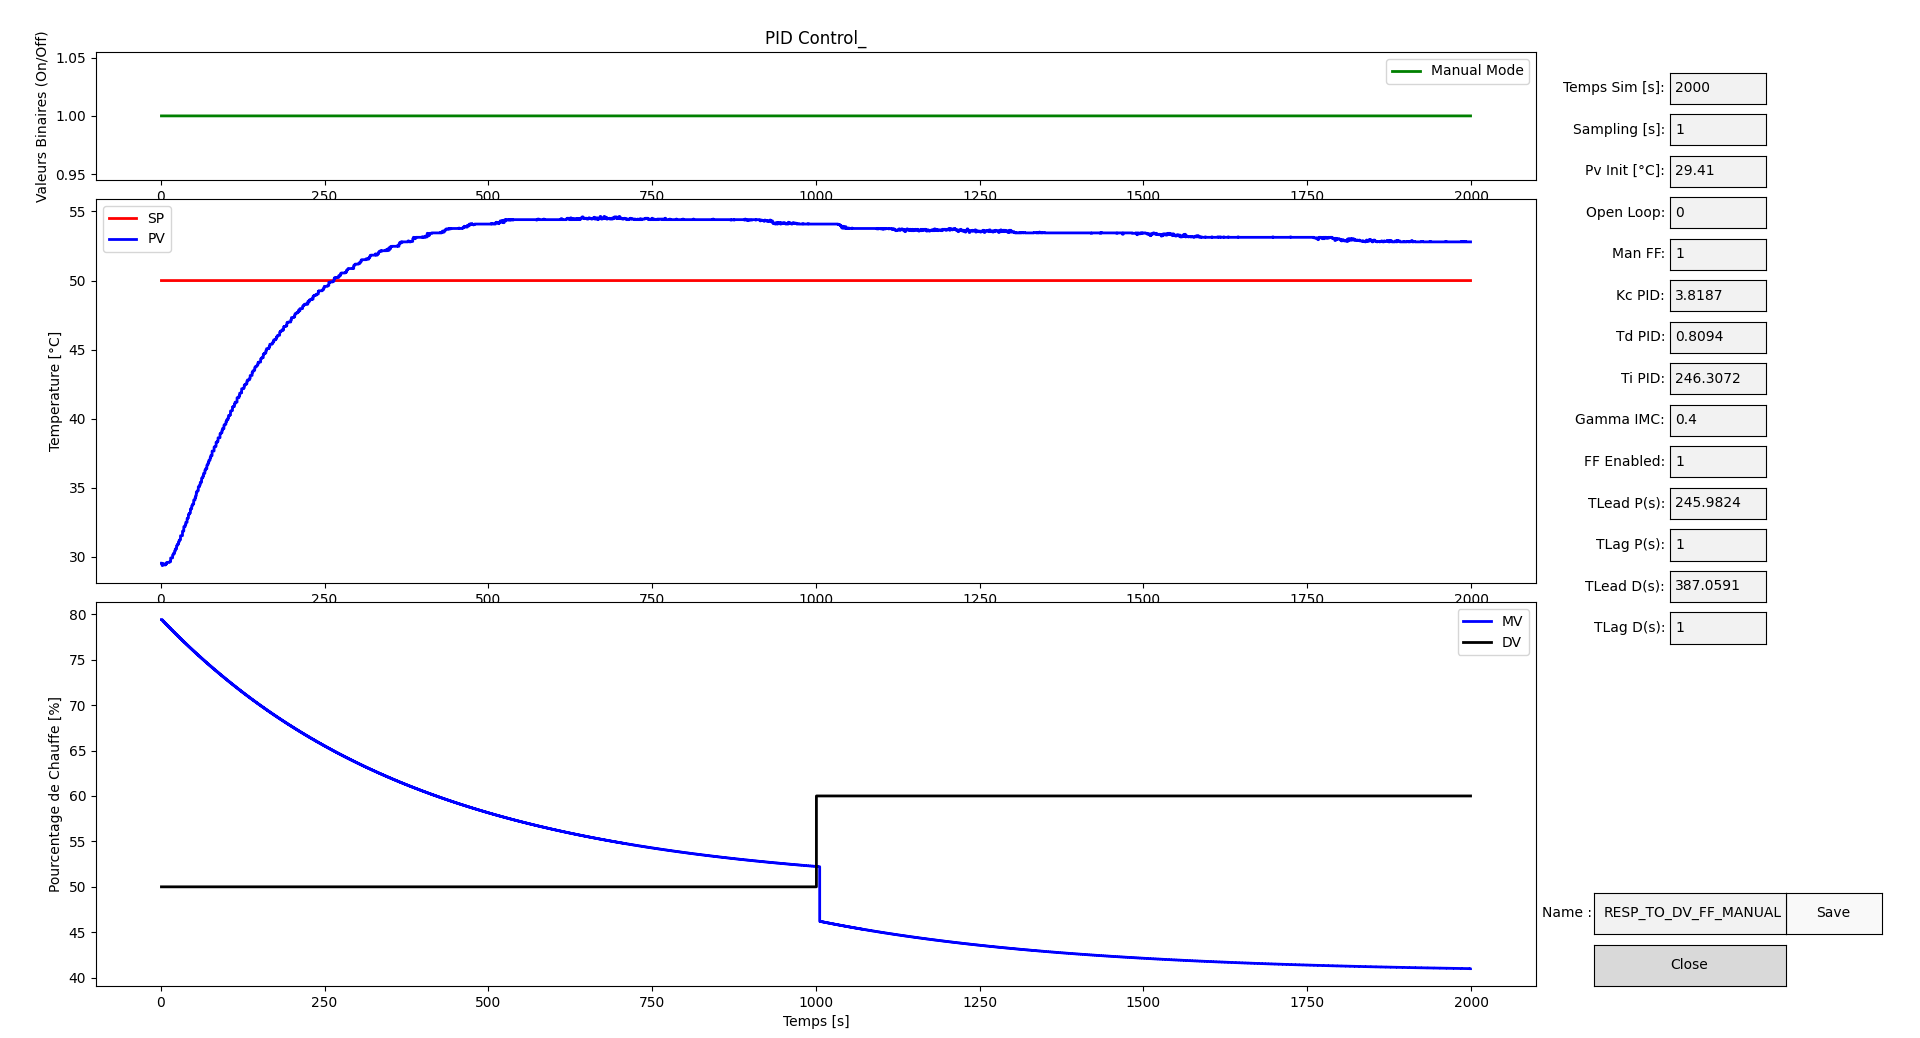 PID Control_
Valeurs Binaires (On/Off)
1.05
1.00
0.95
Manual Mode
0 250 500 750 1000 1250 1500 1750 2000
Temperature [°C]
55
50
45
40
35
30
SP
PV
0 250 500 750 1000 1250 1500 1750 2000
Pourcentage de Chauffe [%]
80
75
70
65
60
55
50
45
40
MV
DV
0 250 500 750 1000 1250 1500 1750 2000
Temps [s]
Temps Sim [s]: 2000
Sampling [s]: 1
Pv Init [°C]: 29.41
Open Loop: 0
Man FF: 1
Kc PID: 3.8187
Td PID: 0.8094
Ti PID: 246.3072
Gamma IMC: 0.4
FF Enabled: 1
TLead P(s): 245.9824
TLag P(s): 1
TLead D(s): 387.0591
TLag D(s): 1
Name : RESP_TO_DV_FF_MANUAL Save
Close